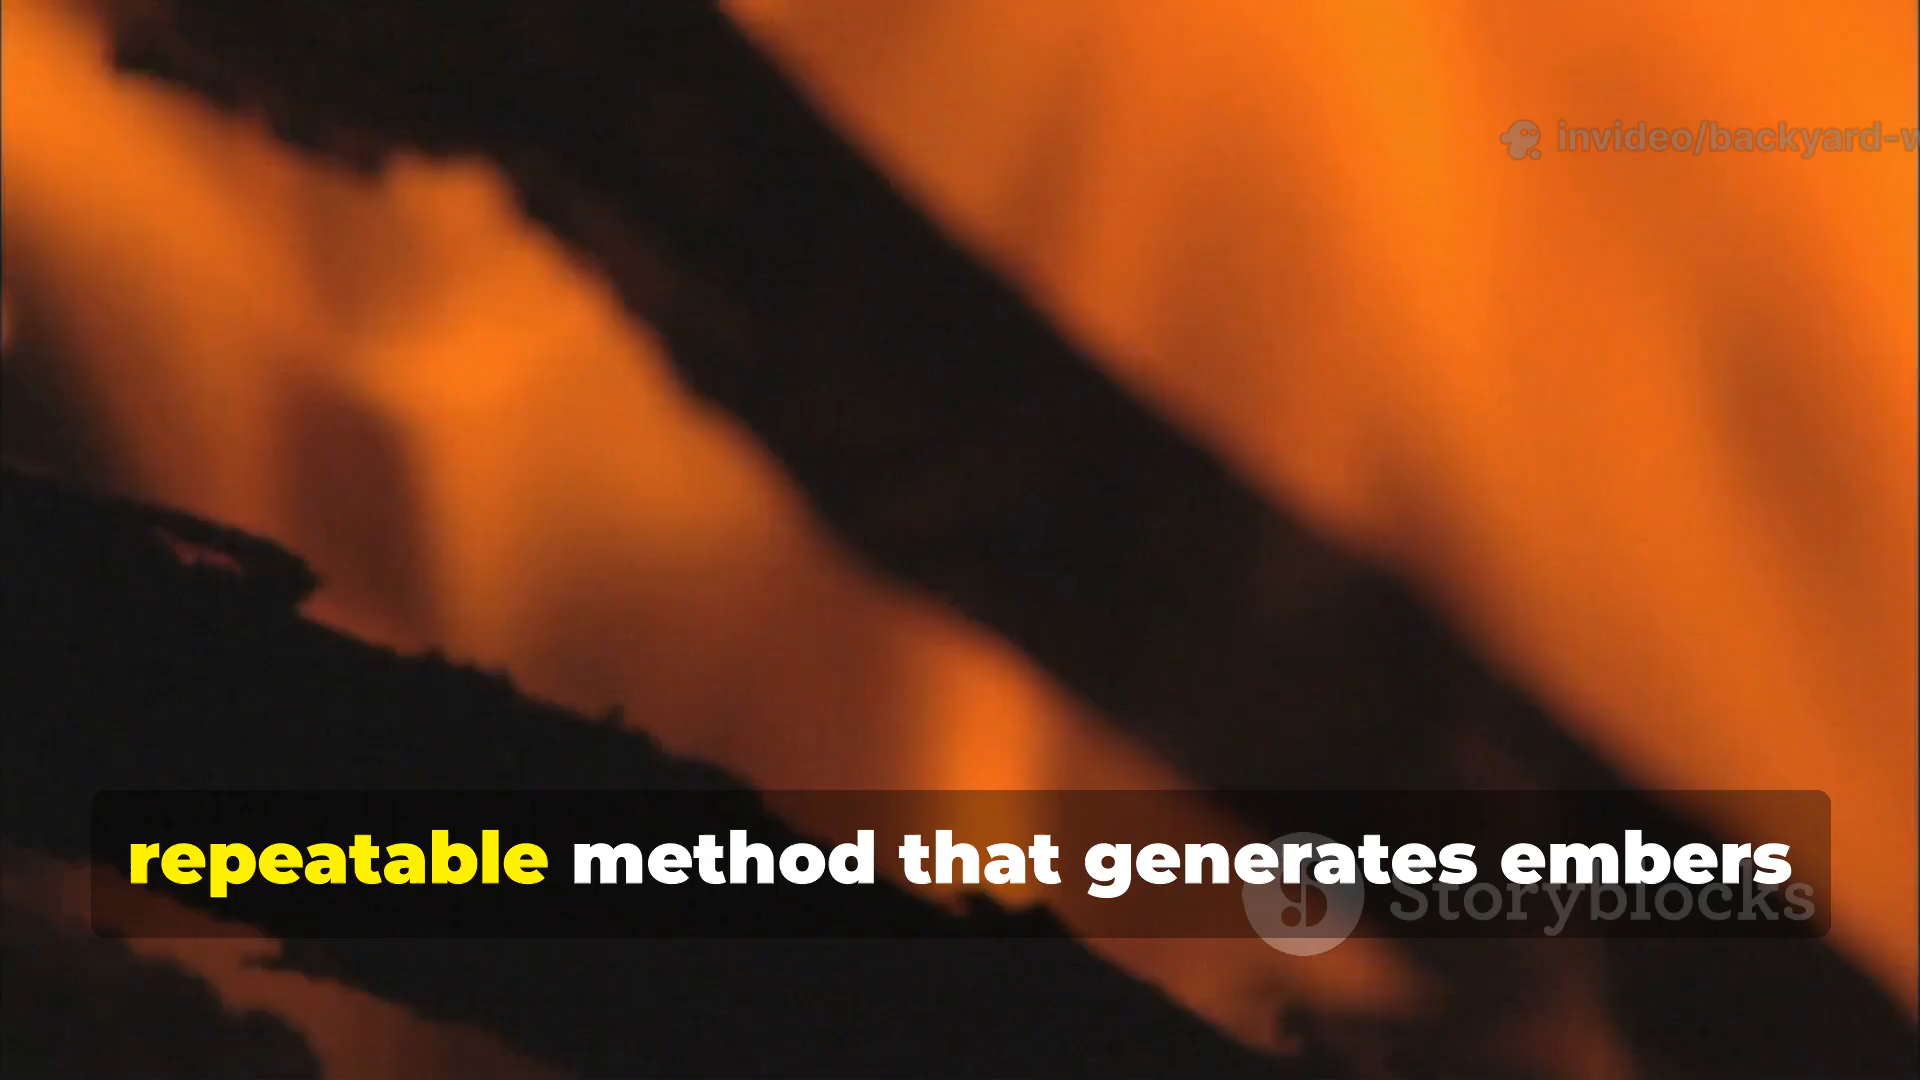 invideo/backyard-w
repeatable method that generates embers
Storyblocks